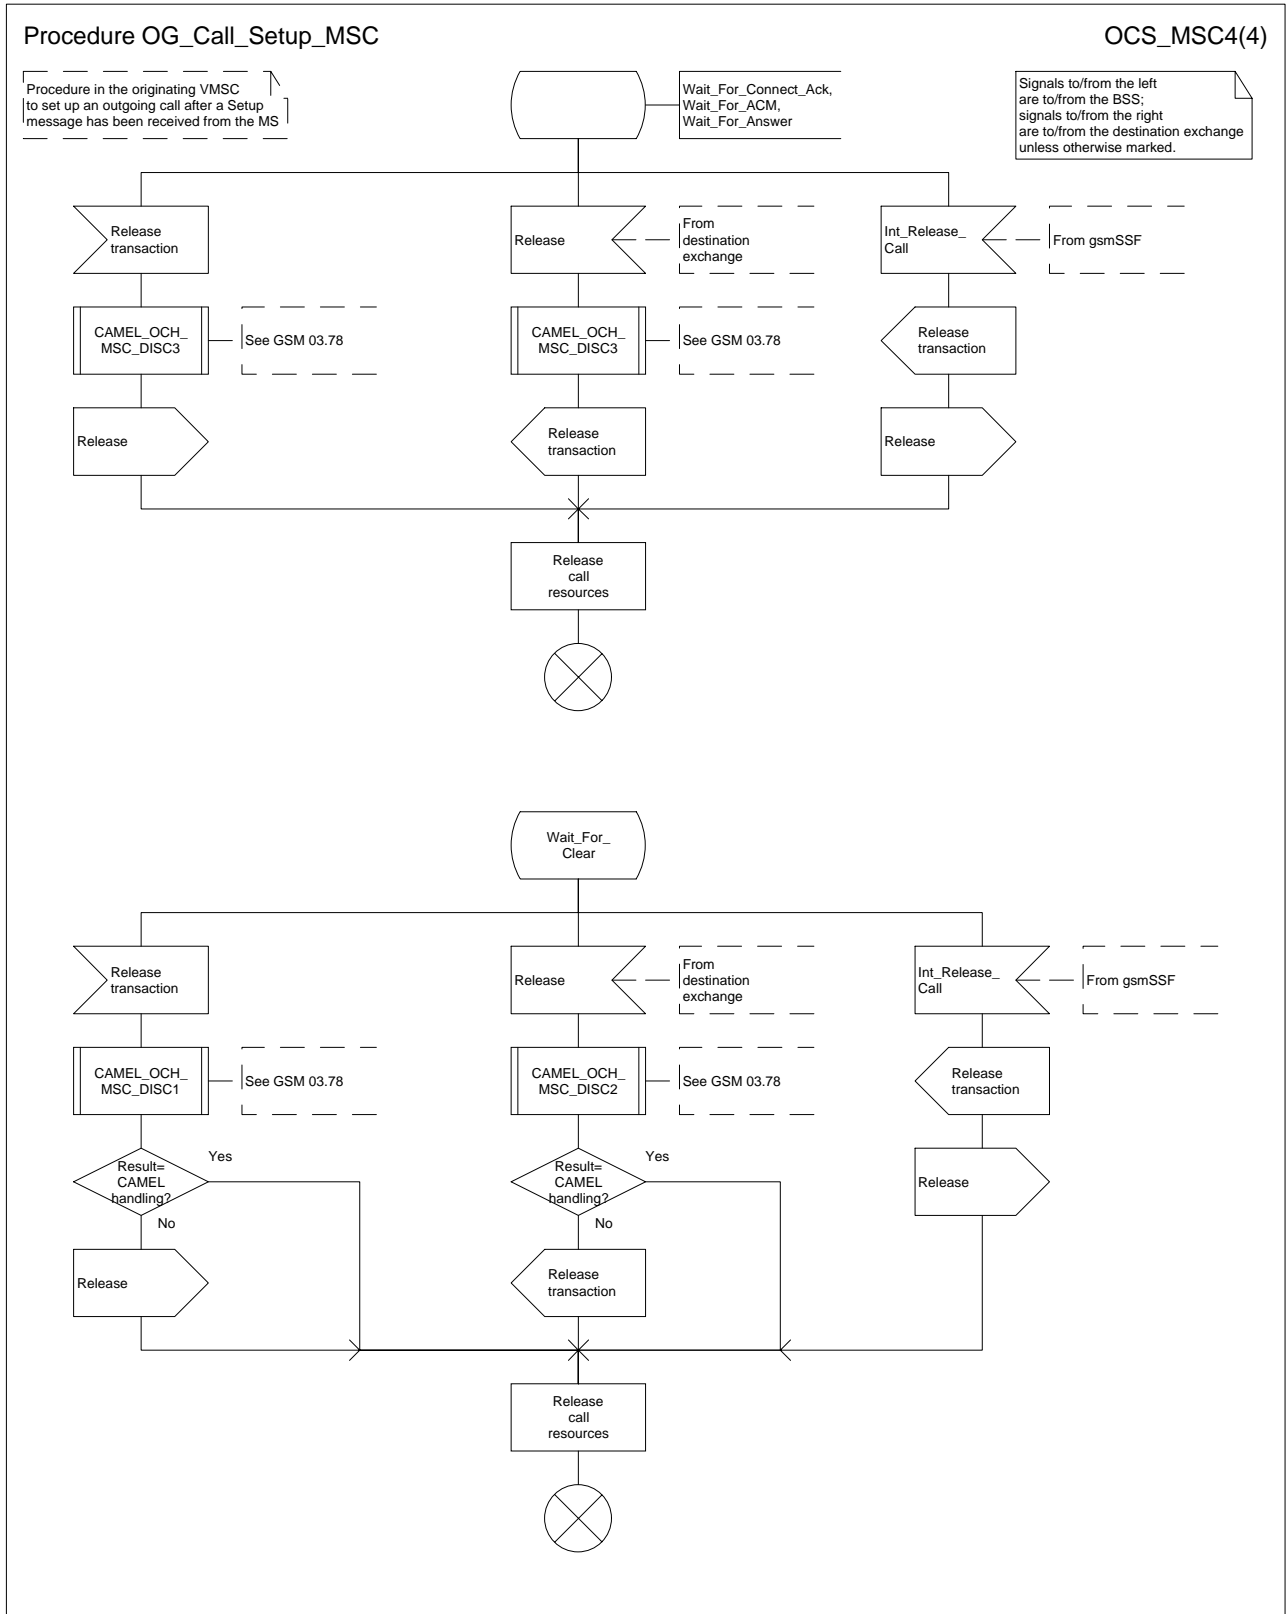 Procedure OG_Call_Setup_MSC
OCS_MSC4(4)
Procedure in the originating VMSC
to set up an outgoing call after a Setup
message has been received from the MS
Wait_For_Connect_Ack,
Wait_For_ACM,
Wait_For_Answer
Signals to/from the left
are to/from the BSS;
signals to/from the right
are to/from the destination exchange
unless otherwise marked.
Release
transaction
Release
From
destination
exchange
Int_Release_
Call
From gsmSSF
CAMEL_OCH_
MSC_DISC3
See GSM 03.78
CAMEL_OCH_
MSC_DISC3
See GSM 03.78
Release
transaction
Release
Release
transaction
Release
Release
call
resources
Wait_For_
Clear
Release
transaction
Release
From
destination
exchange
Int_Release_
Call
From gsmSSF
CAMEL_OCH_
MSC_DISC1
See GSM 03.78
CAMEL_OCH_
MSC_DISC2
See GSM 03.78
Release
transaction
Result=
CAMEL
handling?
Yes
No
Result=
CAMEL
handling?
Yes
No
Release
Release
Release
transaction
Release
call
resources